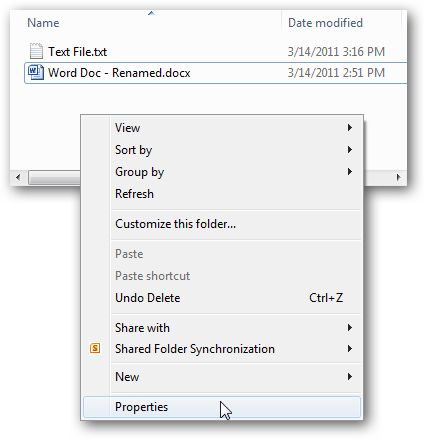 Name Date modified
Text File.txt 3/14/2011 3:16 PM
Word Doc - Renamed.docx 3/14/2011 2:51 PM
View
Sort by
Group by
Refresh
Customize this folder...
Paste
Paste shortcut
Undo Delete Ctrl+Z
Share with
Shared Folder Synchronization
New
Properties